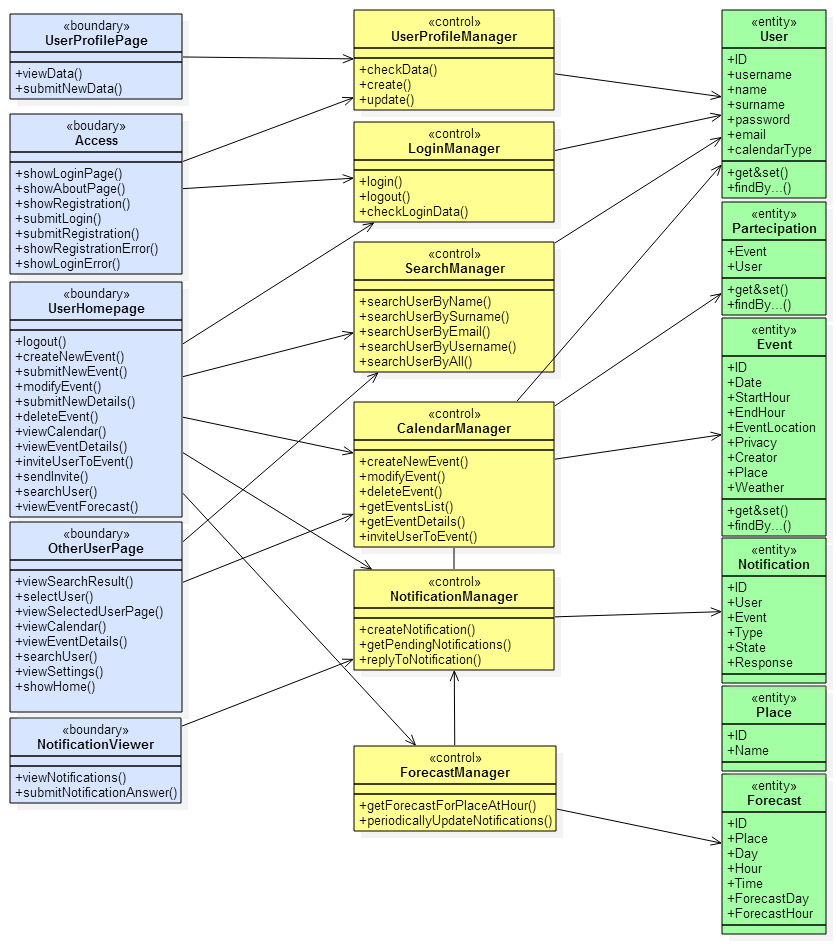 «boundary»
UserProfilePage
+viewData()
+submitNewData()
«boudary»
Access
+showLoginPage()
+showAboutPage()
+showRegistration()
+submitLogin()
+submitRegistration()
+showRegistrationError()
+showLoginError()
«boundary»
UserHomepage
+logout()
+createNewEvent()
+submitNewEvent()
+modifyEvent()
+submitNewDetails()
+deleteEvent()
+viewCalendar()
+viewEventDetails()
+inviteUserToEvent()
+sendInvite()
+searchUser()
+viewEventForecast()
«boundary»
OtherUserPage
+viewSearchResult()
+selectUser()
+viewSelectedUserPage()
+viewCalendar()
+viewEventDetails()
+searchUser()
+viewSettings()
+showHome()
«boundary»
NotificationViewer
+viewNotifications()
+submitNotificationAnswer()
«control»
UserProfileManager
+checkData()
+create()
+update()
«control»
LoginManager
+login()
+logout()
+checkLoginData()
«control»
SearchManager
+searchUserByName()
+searchUserBySurname()
+searchUserByEmail()
+searchUserByUsername()
+searchUserByAll()
«control»
CalendarManager
+createNewEvent()
+modifyEvent()
+deleteEvent()
+getEventsList()
+getEventDetails()
+inviteUserToEvent()
«control»
NotificationManager
+createNotification()
+getPendingNotifications()
+replyToNotification()
«control»
ForecastManager
+getForecastForPlaceAtHour()
+periodicallyUpdateNotifications()
«entity»
User
+ID
+username
+name
+surname
+password
+email
+calendarType
+get&set()
+findBy...()
«entity»
Partecipation
+Event
+User
+get&set()
+findBy...()
«entity»
Event
+ID
+Date
+StartHour
+EndHour
+EventLocation
+Privacy
+Creator
+Place
+Weather
+get&set()
+findBy...()
«entity»
Notification
+ID
+User
+Event
+Type
+State
+Response
«entity»
Place
+ID
+Name
«entity»
Forecast
+ID
+Place
+Day
+Hour
+Time
+ForecastDay
+ForecastHour